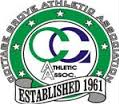 COTTAGE GROVE ATHLETIC ASSOCIATION
CG
ATHLETIC
ASSOC.
ESTABLISHED 1961